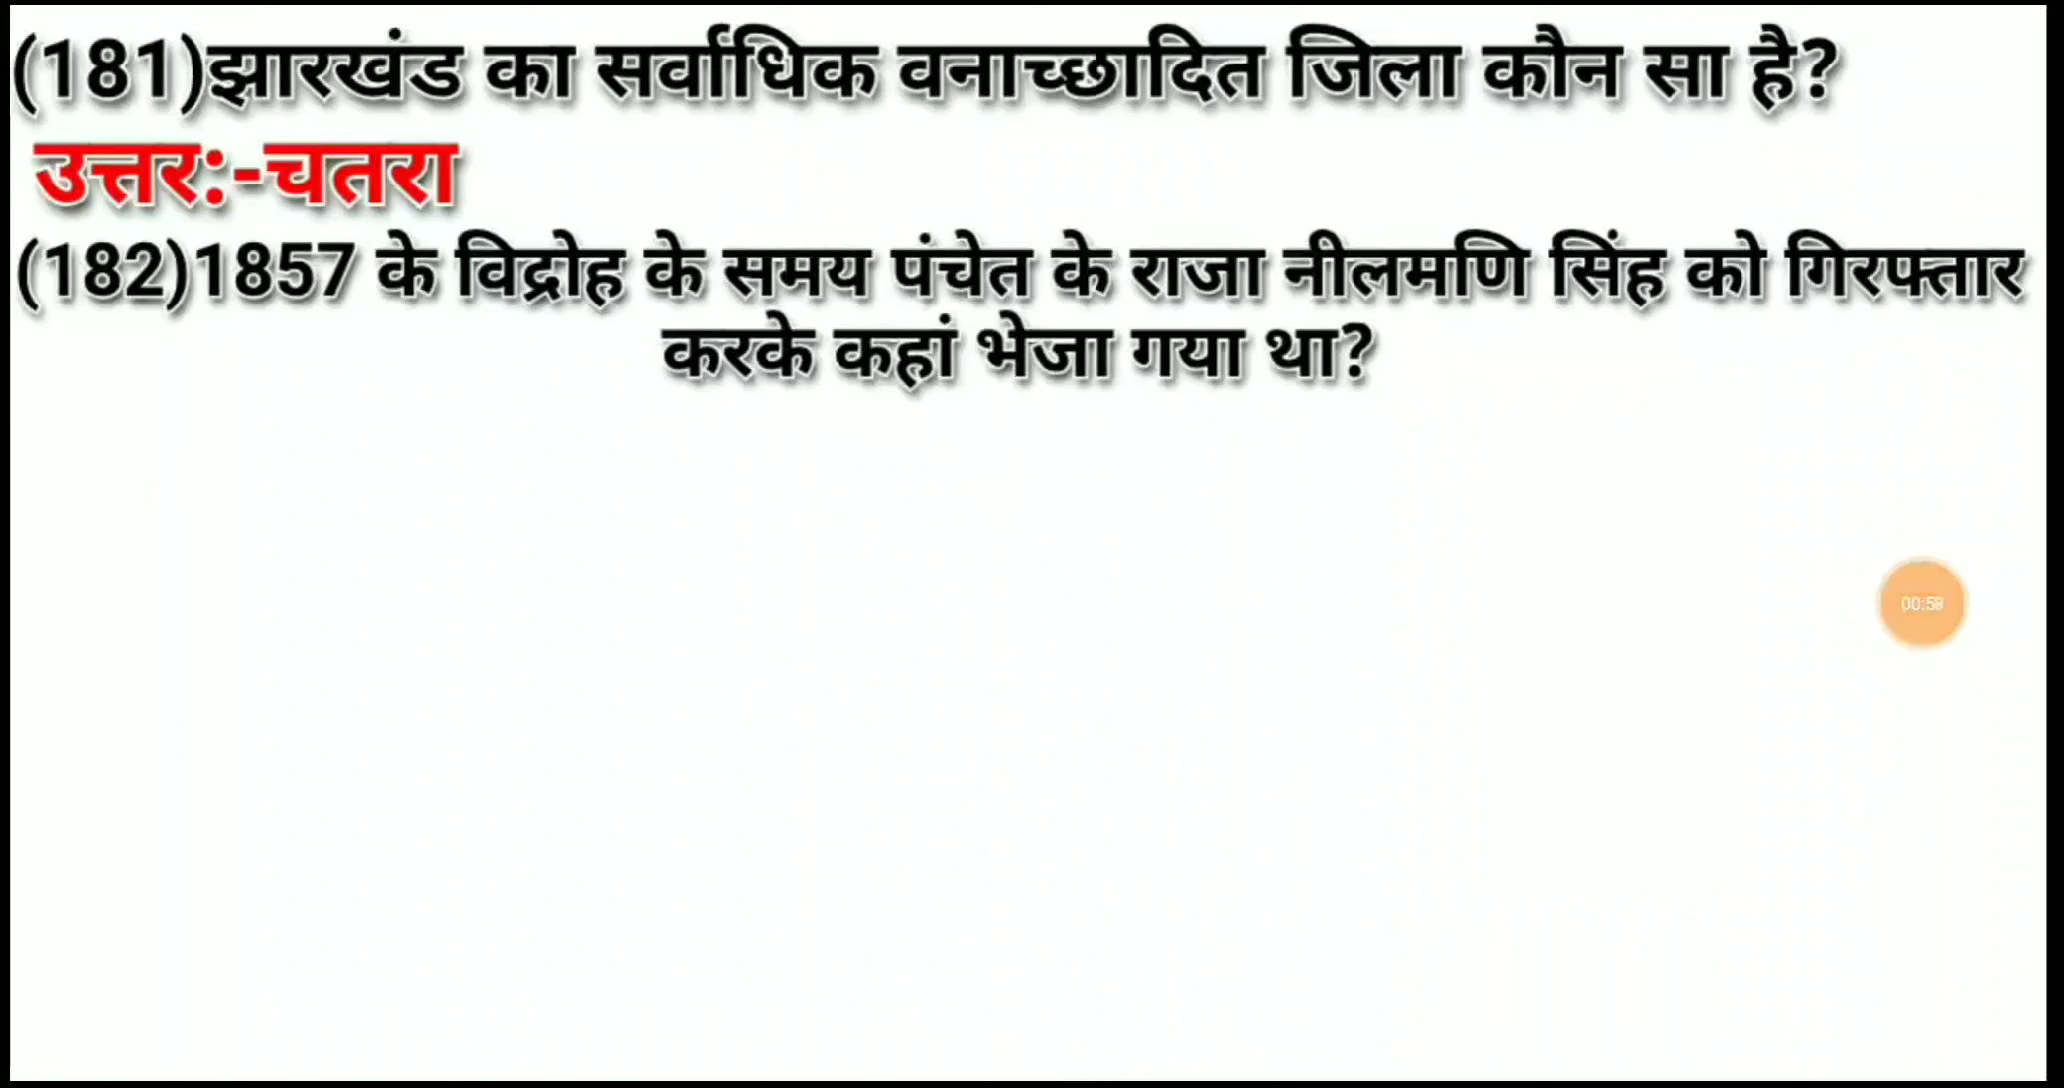 (181)झारखंड का सर्वाधिक वनाच्छादित जिला कौन सा है?
उत्तर:-चतरा
(182)1857 के विद्रोह के समय पंचेत के राजा नीलमणि सिंह को गिरफ्तार
करके कहां भेजा गया था?
00:58